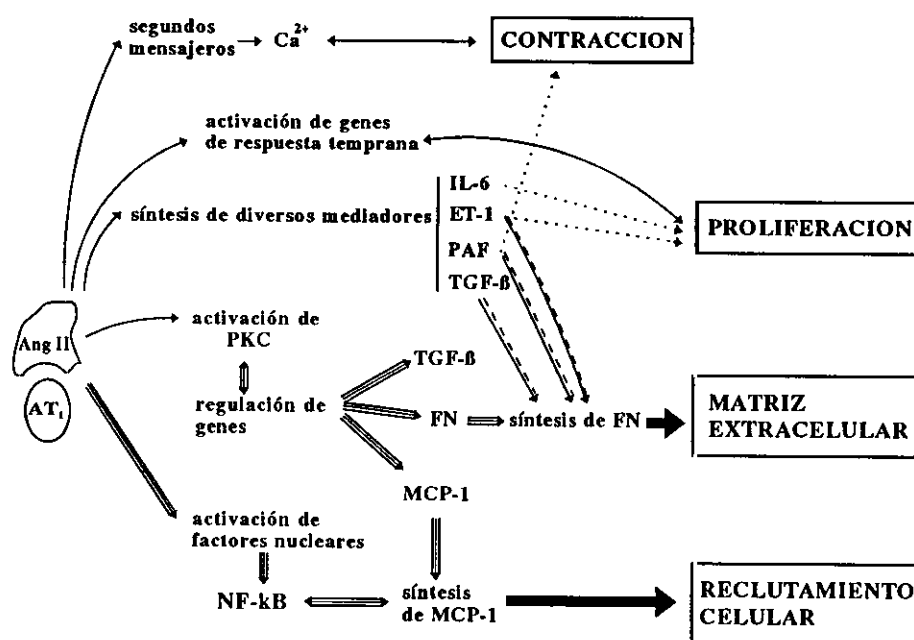 segundos
mensajeros
Ca²⁺
CONTRACCION
activación de genes
de respuesta temprana
IL-6
síntesis de diversos mediadores
ET-1
PROLIFERACION
PAF
TGF-ß
Ang II
AT₁
activación de
PKC
TGF-ß
regulación de
genes
FN
síntesis de FN
MATRIZ
EXTRACELULAR
MCP-1
activación de
factores nucleares
NF-kB
síntesis
de MCP-1
RECLUTAMIENTO
CELULAR